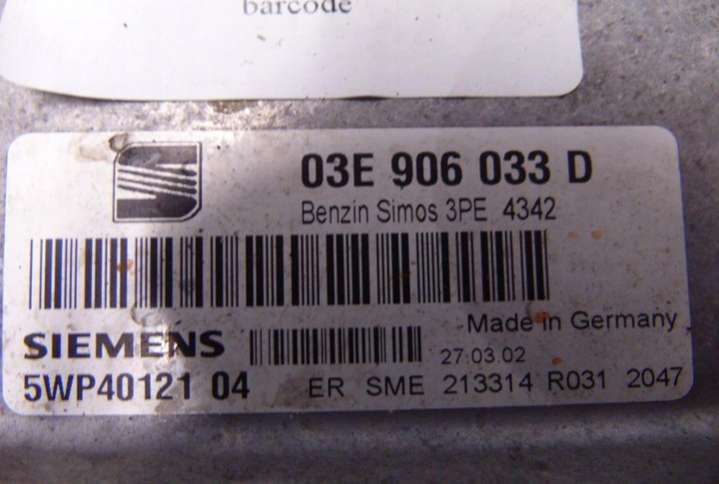 barcode
03E 906 033 D
Benzin Simos 3PE 4342
Made in Germany
SIEMENS
27.03.02
5WP40121 04 ER SME 213314 R031 2047